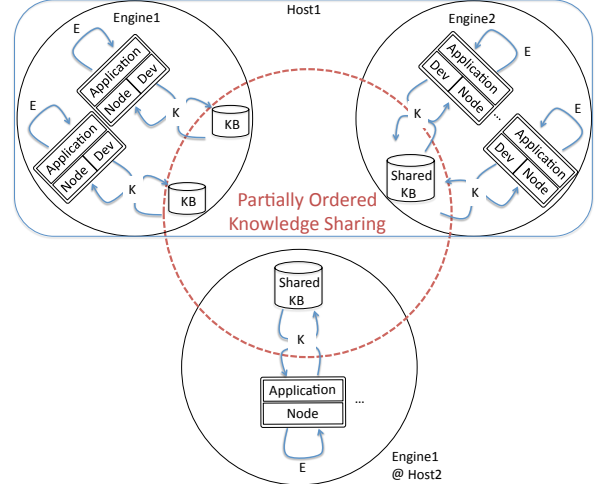 Host1
Engine1
Engine2
E
Application
Node
Dev
K
KB
E
Application
Node
Dev
K
KB
Application
Dev
Node
E
...
K
Shared
KB
Application
Dev
Node
E
K
Partially Ordered
Knowledge Sharing
Shared
KB
K
Application
Node
...
E
Engine1
@ Host2